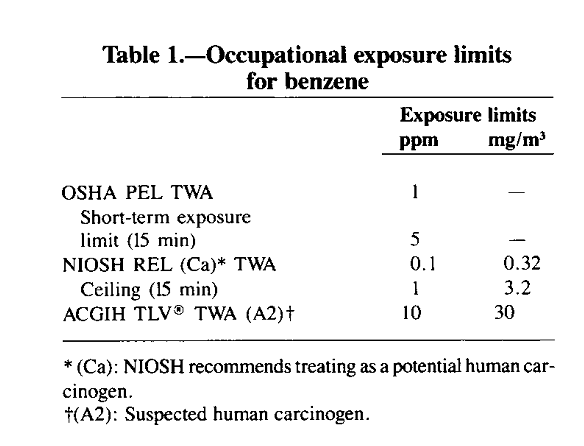 Table 1.—Occupational exposure limits
for benzene
Exposure limits
ppm mg/m³
OSHA PEL TWA 1 —
Short-term exposure
limit (15 min) 5 —
NIOSH REL (Ca)* TWA 0.1 0.32
Ceiling (15 min) 1 3.2
ACGIH TLV® TWA (A2)† 10 30
* (Ca): NIOSH recommends treating as a potential human car-
cinogen.
†(A2): Suspected human carcinogen.